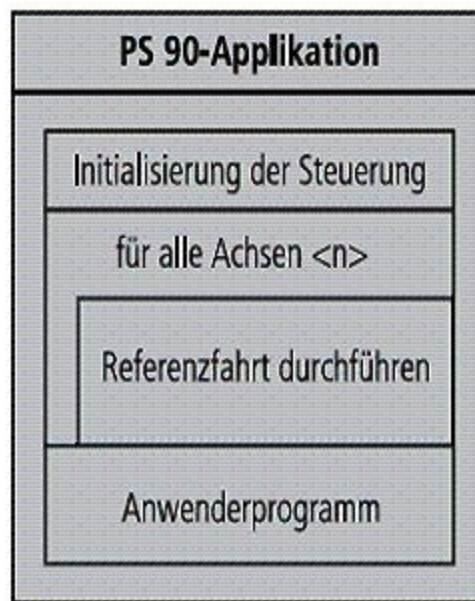 PS 90-Applikation
Initialisierung der Steuerung
für alle Achsen <n>
Referenzfahrt durchführen
Anwenderprogramm